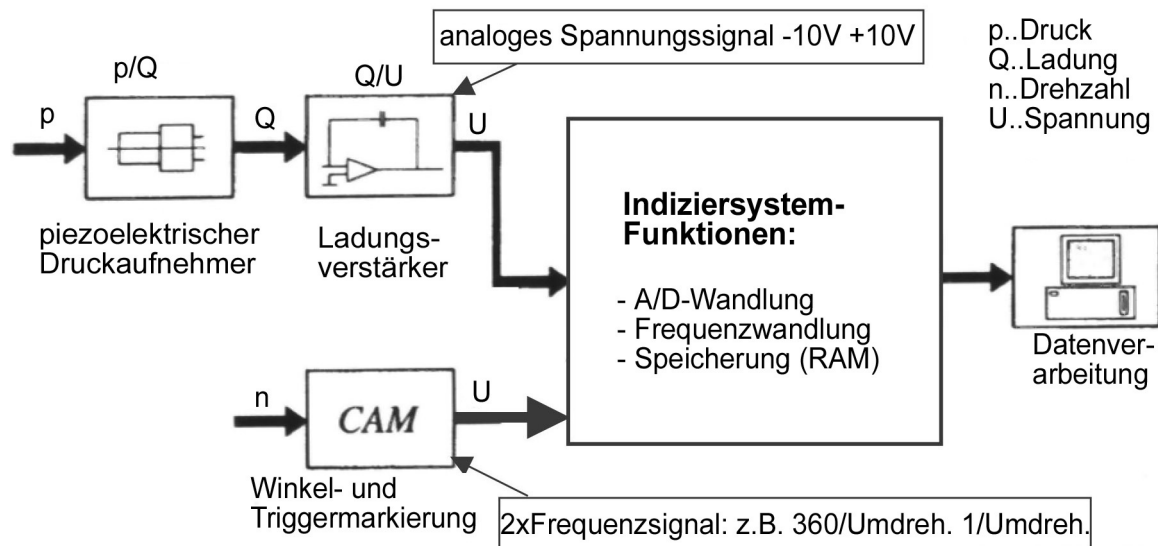 analoges Spannungssignal -10V +10V
p..Druck
Q..Ladung
n..Drehzahl
U..Spannung
p/Q
Q/U
p
Q
U
piezoelektrischer
Druckaufnehmer
Ladungs-
verstärker
Indiziersystem-
Funktionen:
- A/D-Wandlung
- Frequenzwandlung
- Speicherung (RAM)
Datenver-
arbeitung
n
CAM
U
Winkel- und
Triggermarkierung
2xFrequenzsignal: z.B. 360/Umdreh. 1/Umdreh.